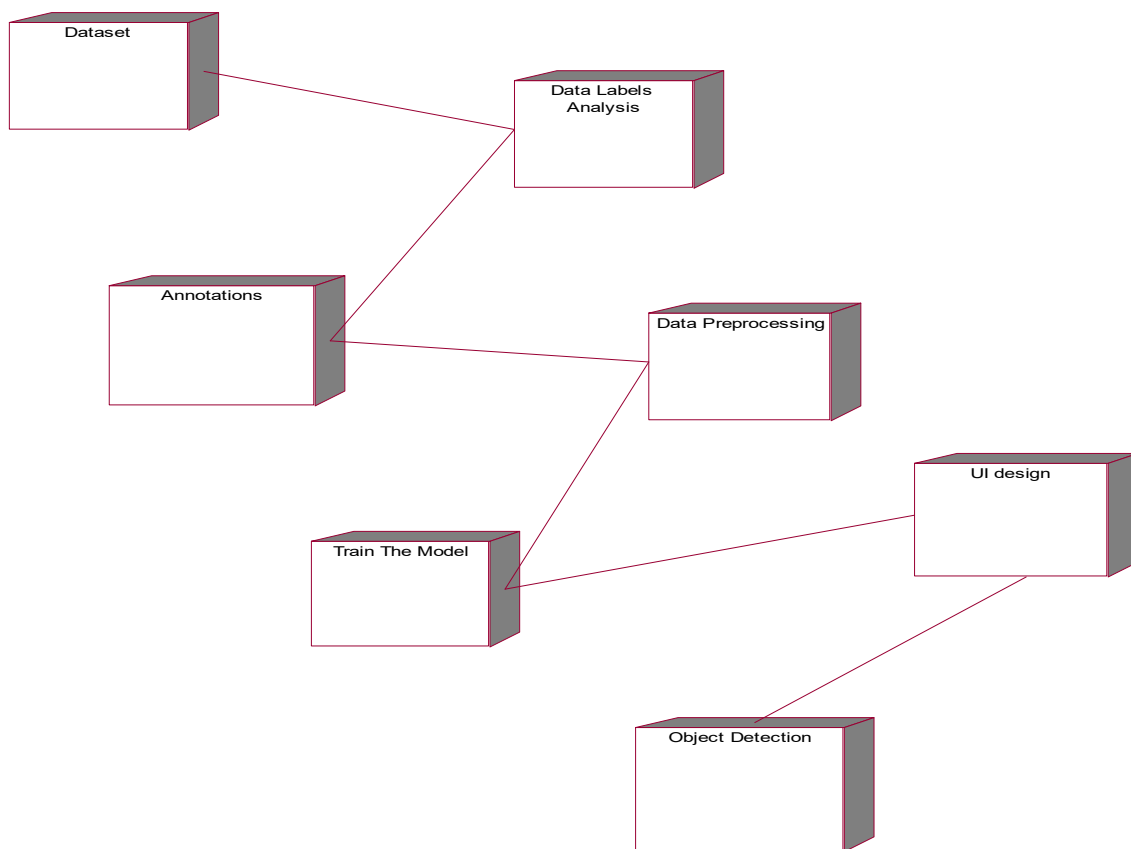 Dataset
Data Labels
Analysis
Annotations
Data Preprocessing
UI design
Train The Model
Object Detection